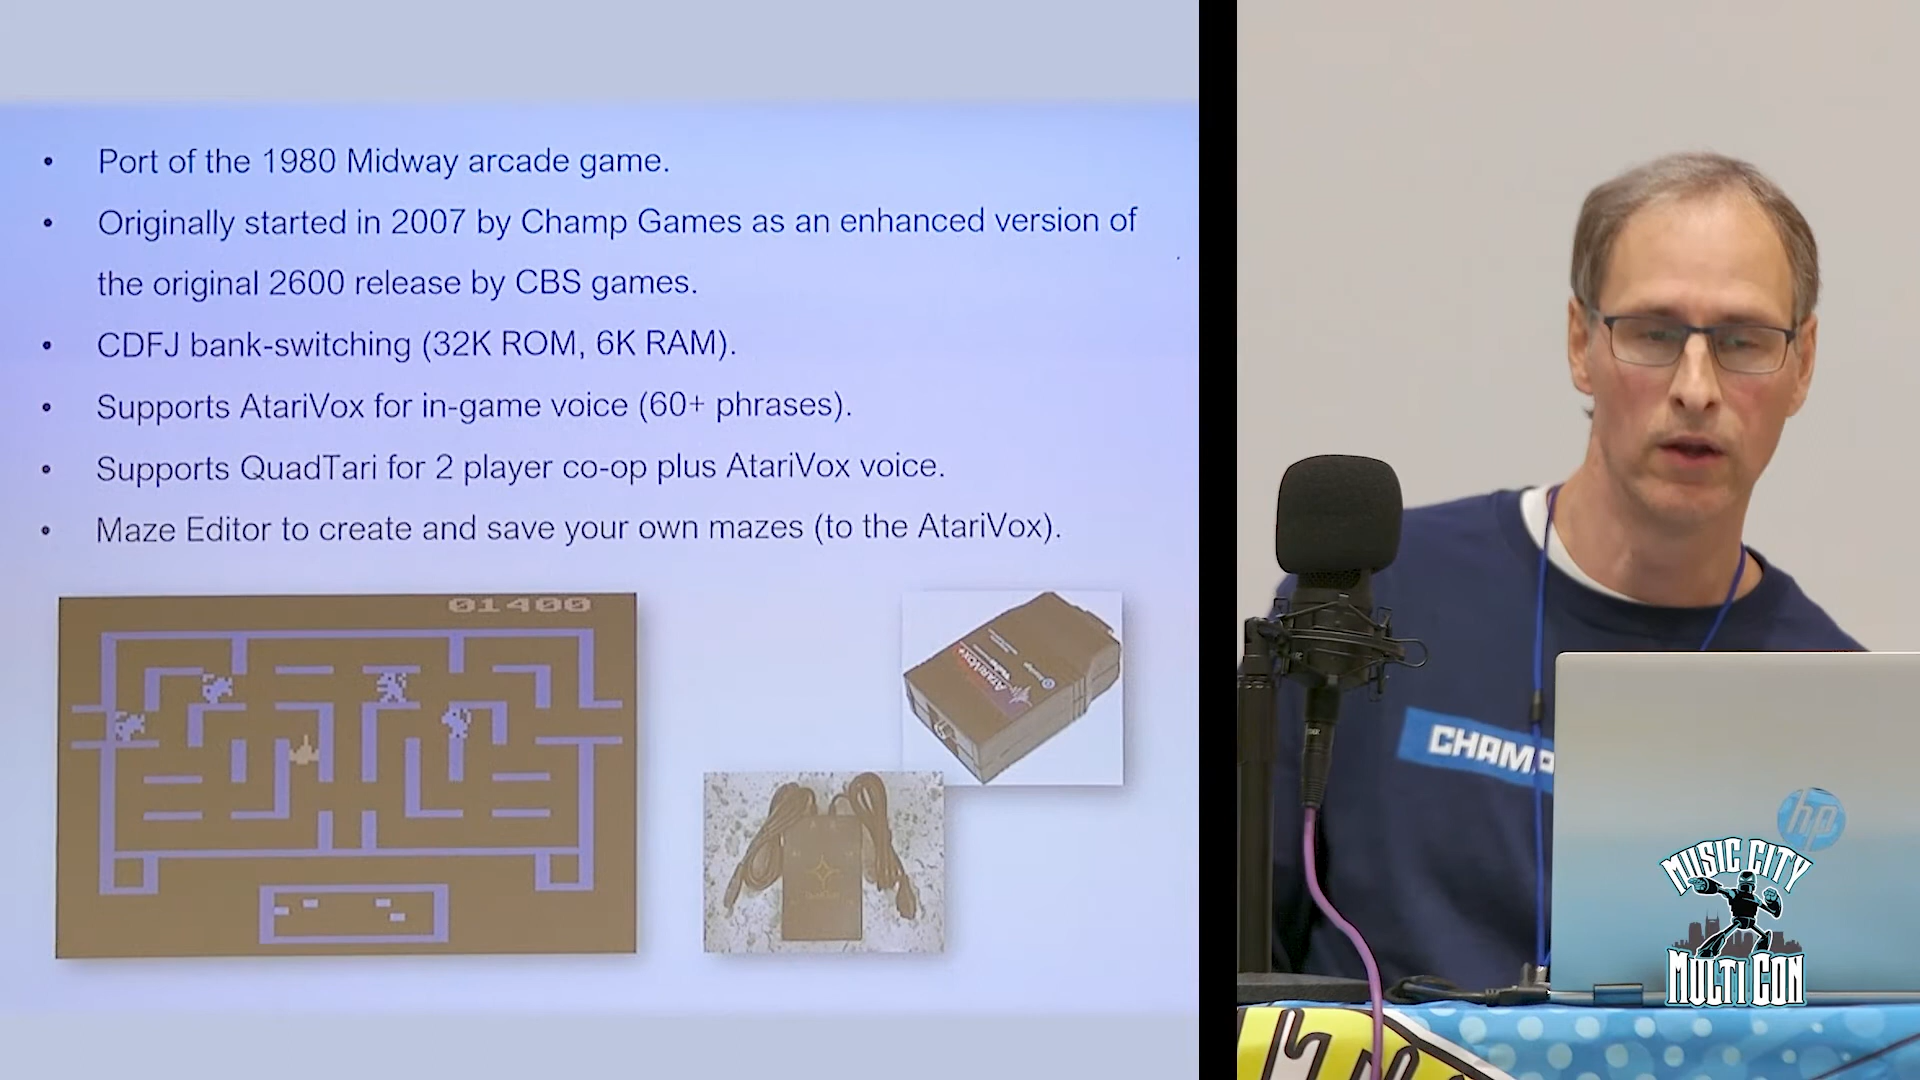 • Port of the 1980 Midway arcade game.
• Originally started in 2007 by Champ Games as an enhanced version of
the original 2600 release by CBS games.
• CDFJ bank-switching (32K ROM, 6K RAM).
• Supports AtariVox for in-game voice (60+ phrases).
• Supports QuadTari for 2 player co-op plus AtariVox voice.
• Maze Editor to create and save your own mazes (to the AtariVox).
01400
ATARIVOX+
CHAMP
hp
MUSIC CITY
MULTI CON